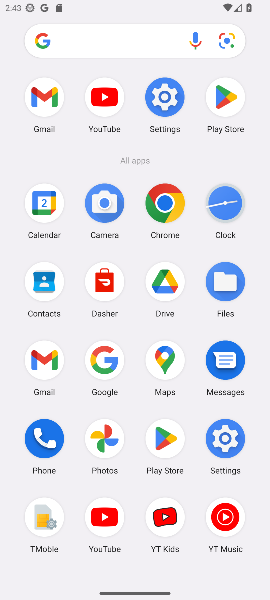 2:43
Gmail YouTube Settings Play Store
All apps
Calendar Camera Chrome Clock
Contacts Dasher Drive Files
Gmail Google Maps Messages
Phone Photos Play Store Settings
TMoble YouTube YT Kids YT Music